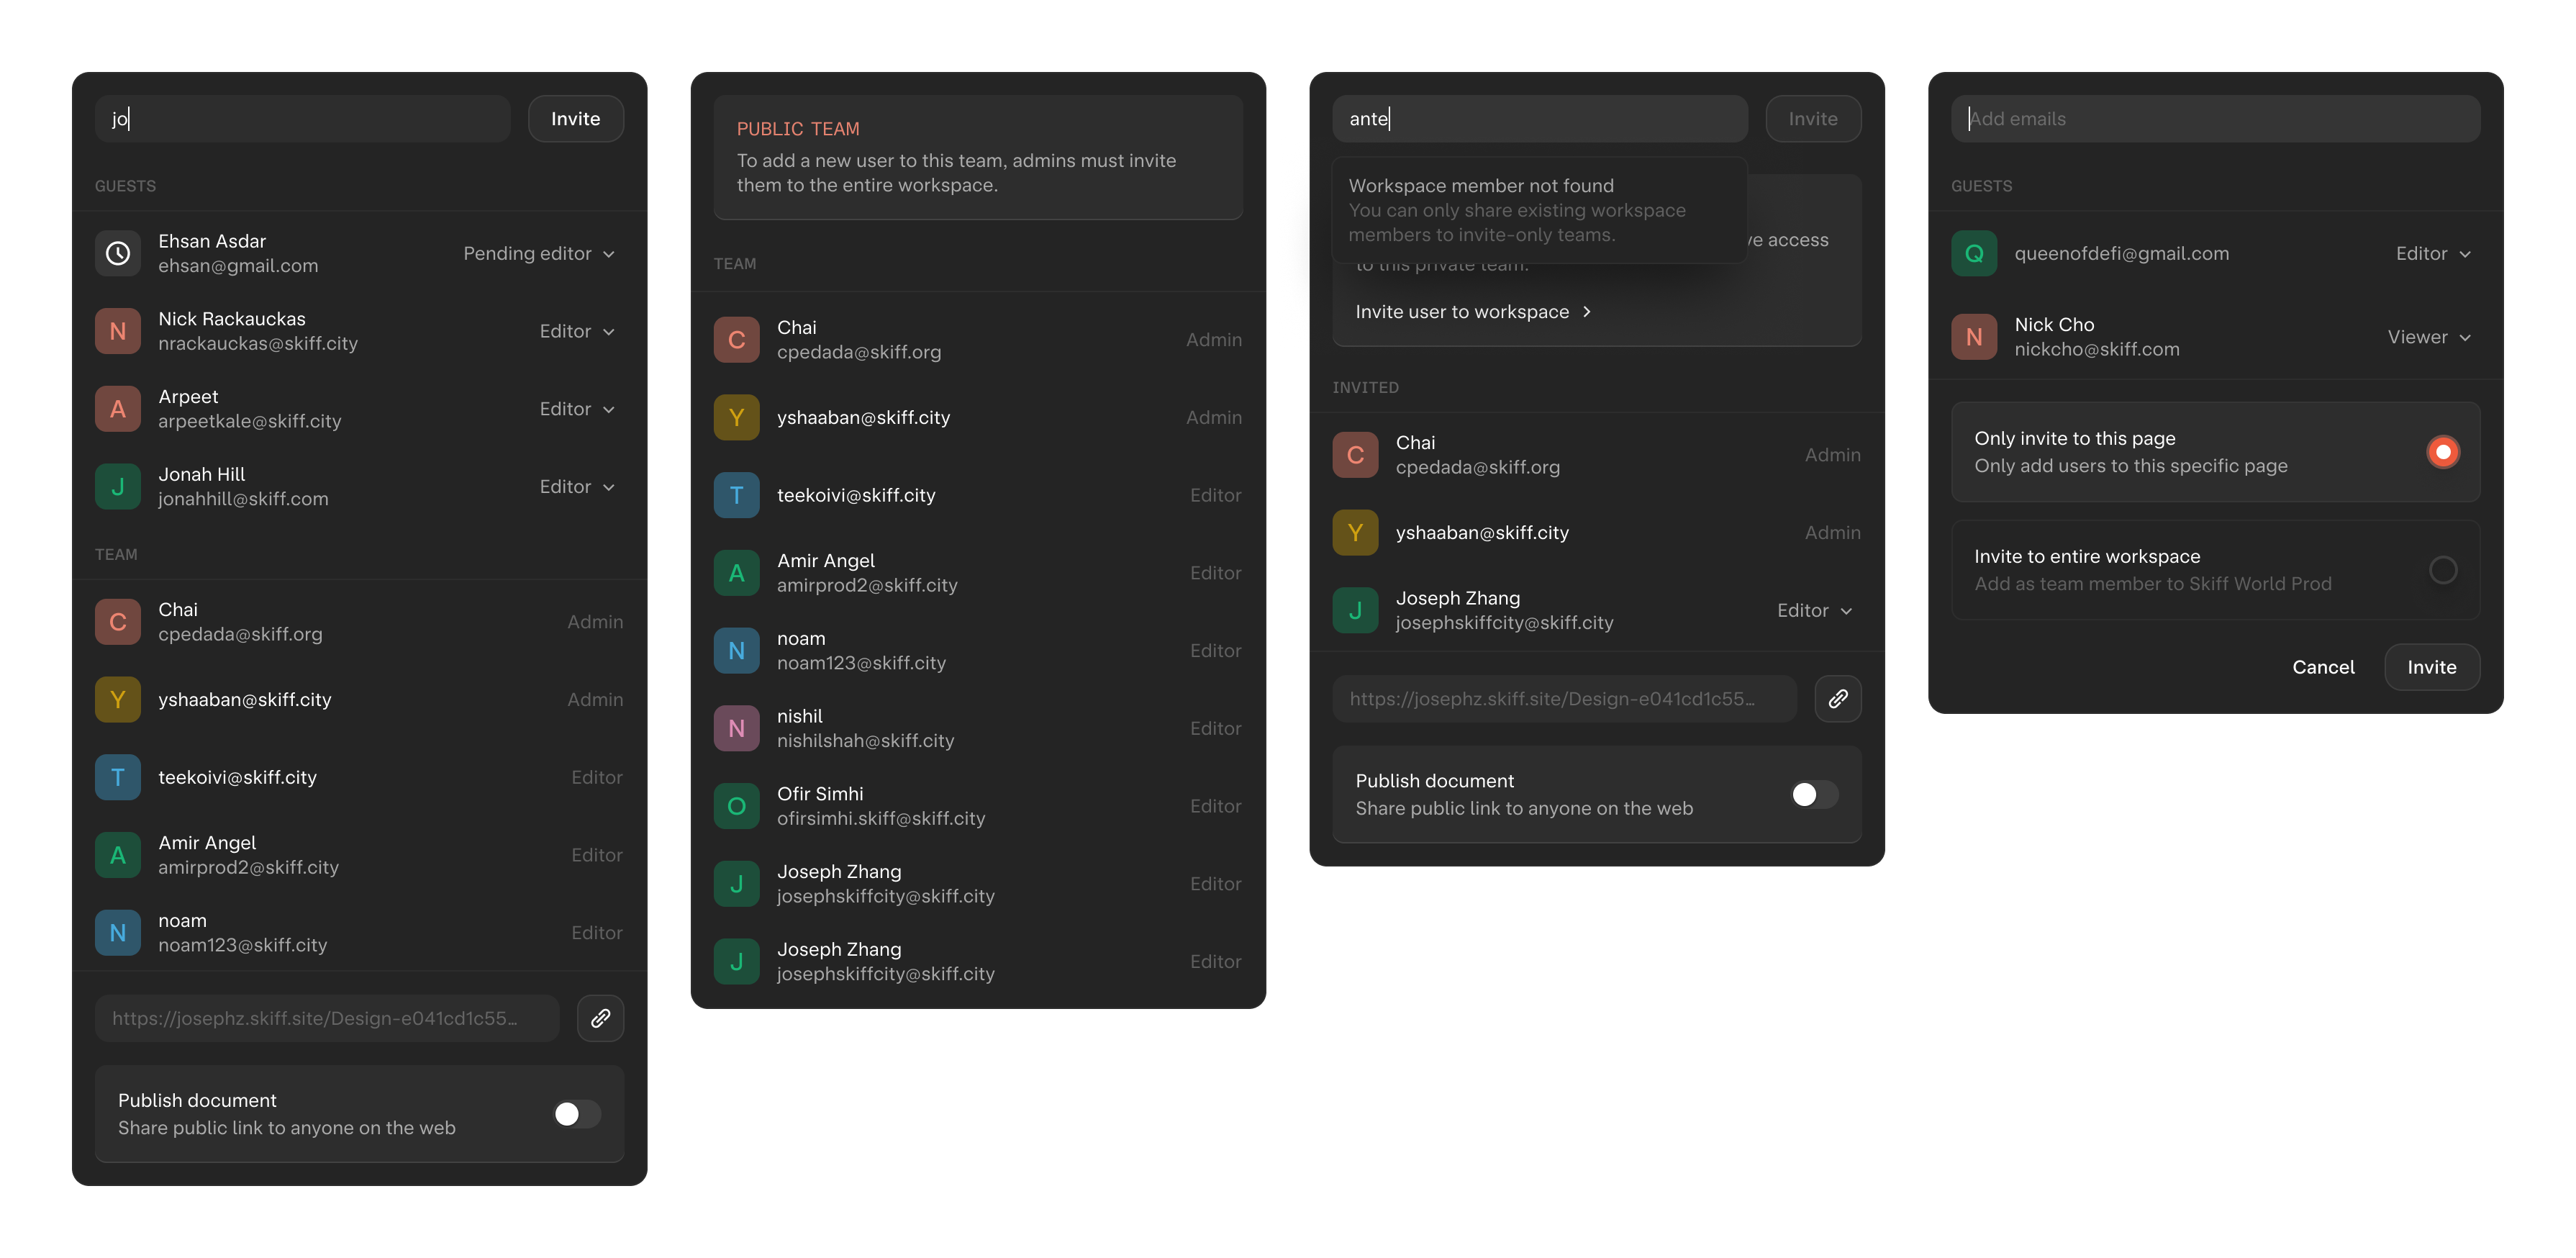 jo
Invite
GUESTS
Ehsan Asdar
ehsan@gmail.com
Pending editor
N
Nick Rackauckas
nrackauckas@skiff.city
Editor
A
Arpeet
arpeetkale@skiff.city
Editor
J
Jonah Hill
jonahhill@skiff.com
Editor
TEAM
C
Chai
cpedada@skiff.org
Admin
Y
yshaaban@skiff.city
Admin
T
teekoivi@skiff.city
Editor
A
Amir Angel
amirprod2@skiff.city
Editor
N
noam
noam123@skiff.city
Editor
https://josephz.skiff.site/Design-e041cd1c55...
Publish document
Share public link to anyone on the web
PUBLIC TEAM
To add a new user to this team, admins must invite
them to the entire workspace.
TEAM
C
Chai
cpedada@skiff.org
Admin
Y
yshaaban@skiff.city
Admin
T
teekoivi@skiff.city
Editor
A
Amir Angel
amirprod2@skiff.city
Editor
N
noam
noam123@skiff.city
Editor
N
nishil
nishilshah@skiff.city
Editor
O
Ofir Simhi
ofirsimhi.skiff@skiff.city
Editor
J
Joseph Zhang
josephskiffcity@skiff.city
Editor
J
Joseph Zhang
josephskiffcity@skiff.city
Editor
ante
Invite
Workspace member not found
You can only share existing workspace
members to invite-only teams.
access
to this private team.
Invite user to workspace
INVITED
C
Chai
cpedada@skiff.org
Admin
Y
yshaaban@skiff.city
Admin
J
Joseph Zhang
josephskiffcity@skiff.city
Editor
https://josephz.skiff.site/Design-e041cd1c55...
Publish document
Share public link to anyone on the web
Add emails
GUESTS
Q
queenofdefi@gmail.com
Editor
N
Nick Cho
nickcho@skiff.com
Viewer
Only invite to this page
Only add users to this specific page
Invite to entire workspace
Add as team member to Skiff World Prod
Cancel
Invite